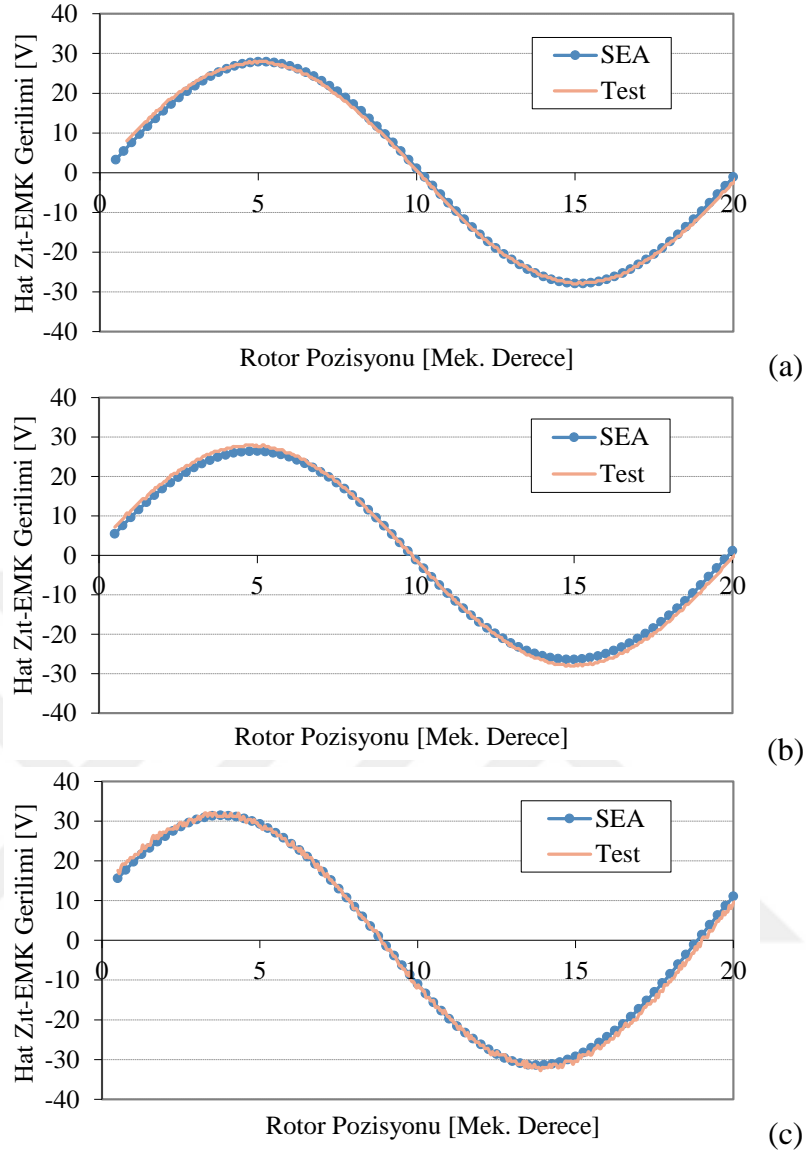 40
30
20
10
0
-10
-20
-30
-40
0
5
10
15
20
Hat Zıt-EMK Gerilimi [V]
Rotor Pozisyonu [Mek. Derece]
SEA
Test
(a)
40
30
20
10
0
-10
-20
-30
-40
0
5
10
15
20
Hat Zıt-EMK Gerilimi [V]
Rotor Pozisyonu [Mek. Derece]
SEA
Test
(b)
40
30
20
10
0
-10
-20
-30
-40
0
5
10
15
20
Hat Zıt-EMK Gerilimi [V]
Rotor Pozisyonu [Mek. Derece]
SEA
Test
(c)